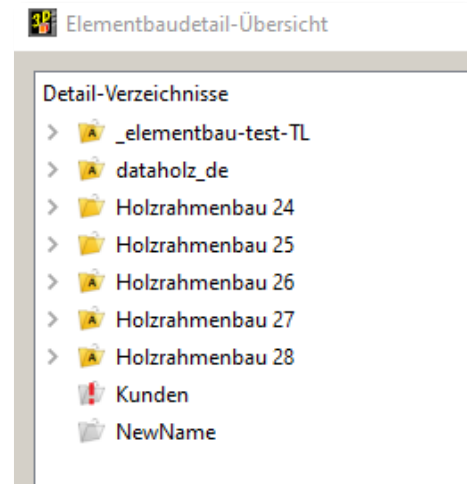 Elementbaudetail-Übersicht
Detail-Verzeichnisse
_elementbau-test-TL
dataholz_de
Holzrahmenbau 24
Holzrahmenbau 25
Holzrahmenbau 26
Holzrahmenbau 27
Holzrahmenbau 28
Kunden
NewName